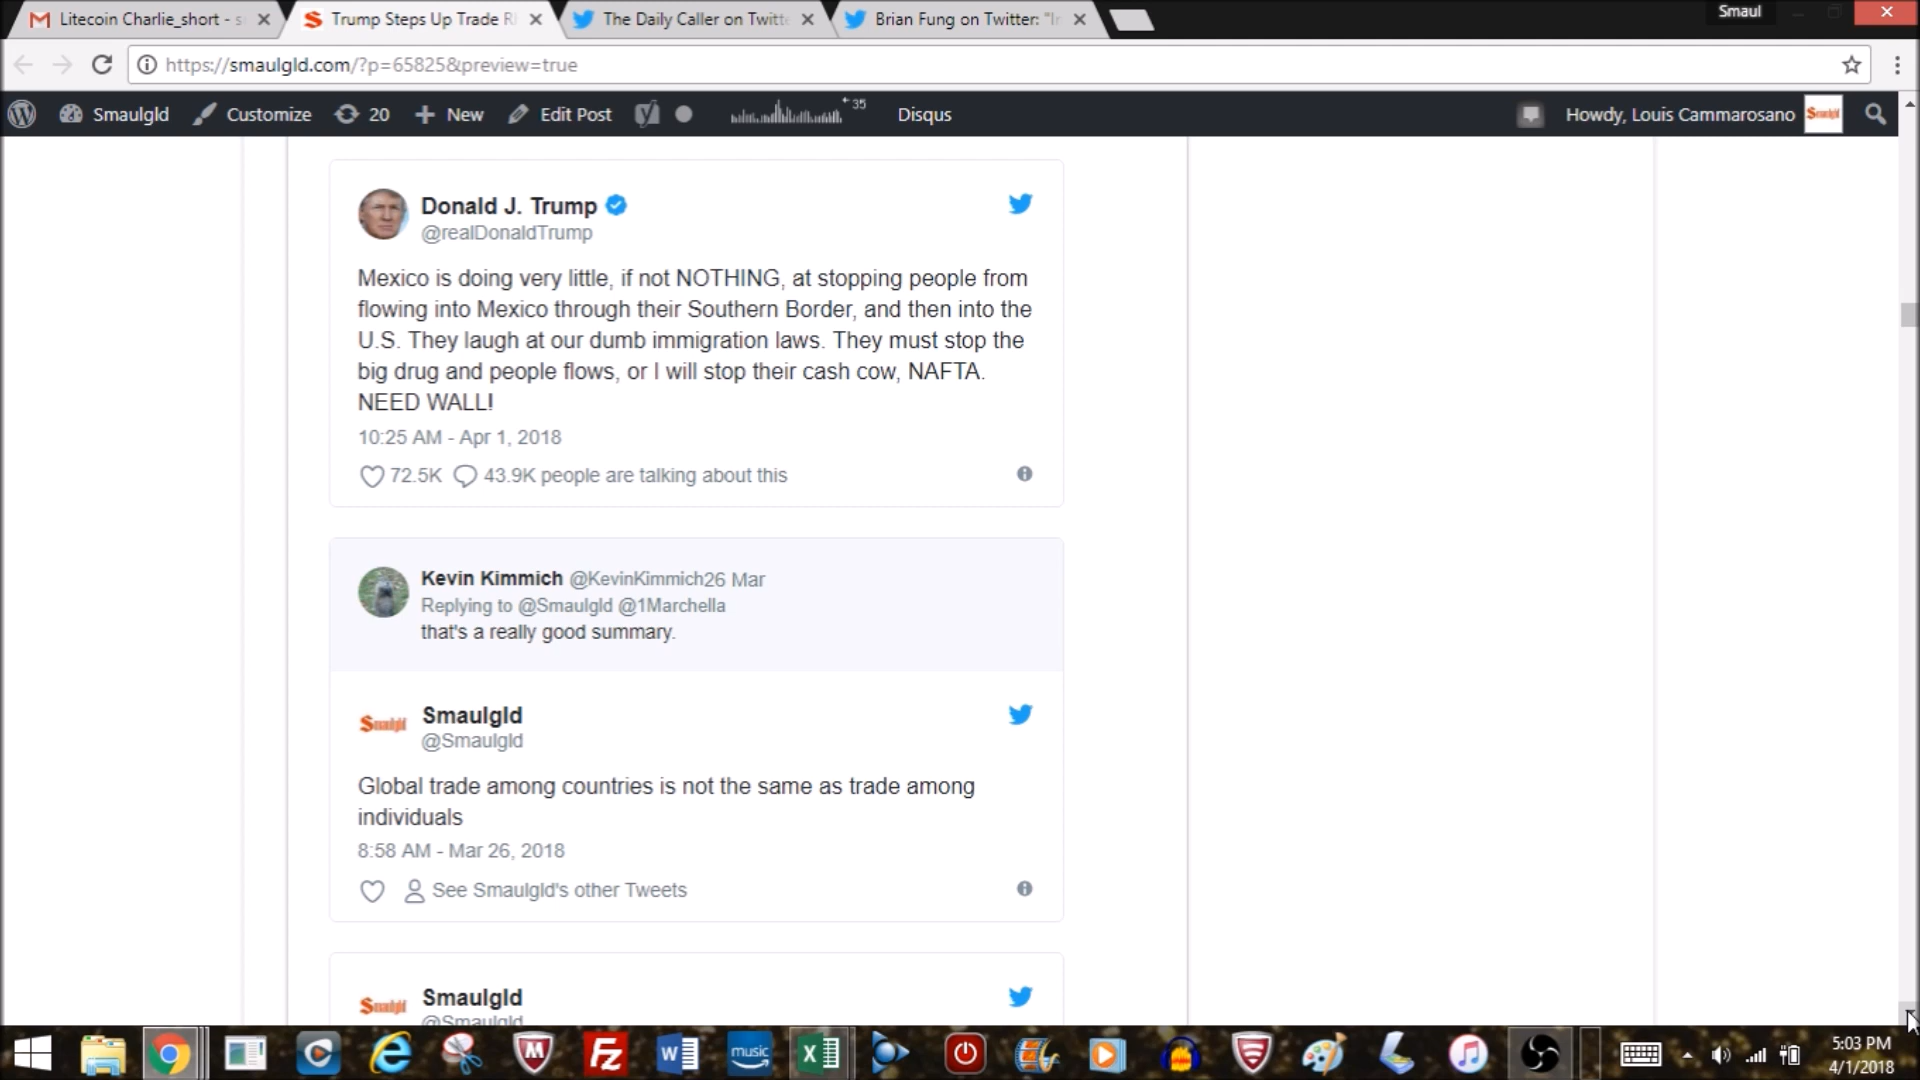 Litecoin Charlie_short - s
Trump Steps Up Trade R
The Daily Caller on Twitt
Brian Fung on Twitter: "I
Smaul
https://smaulgld.com/?p=65825&preview=true
Smaulgld
Customize
20
New
Edit Post
35
Disqus
Howdy, Louis Cammarosano
Donald J. Trump
@realDonaldTrump
Mexico is doing very little, if not NOTHING, at stopping people from
flowing into Mexico through their Southern Border, and then into the
U.S. They laugh at our dumb immigration laws. They must stop the
big drug and people flows, or I will stop their cash cow, NAFTA.
NEED WALL!
10:25 AM - Apr 1, 2018
72.5K 43.9K people are talking about this
Kevin Kimmich @KevinKimmich26 Mar
Replying to @Smaulgld @1Marchella
that's a really good summary.
Smaulgld
Smaulgld
@Smaulgld
Global trade among countries is not the same as trade among
individuals
8:58 AM - Mar 26, 2018
See Smaulgld's other Tweets
Smaulgld
Smaulgld
@Smaulgld
music
5:03 PM
4/1/2018